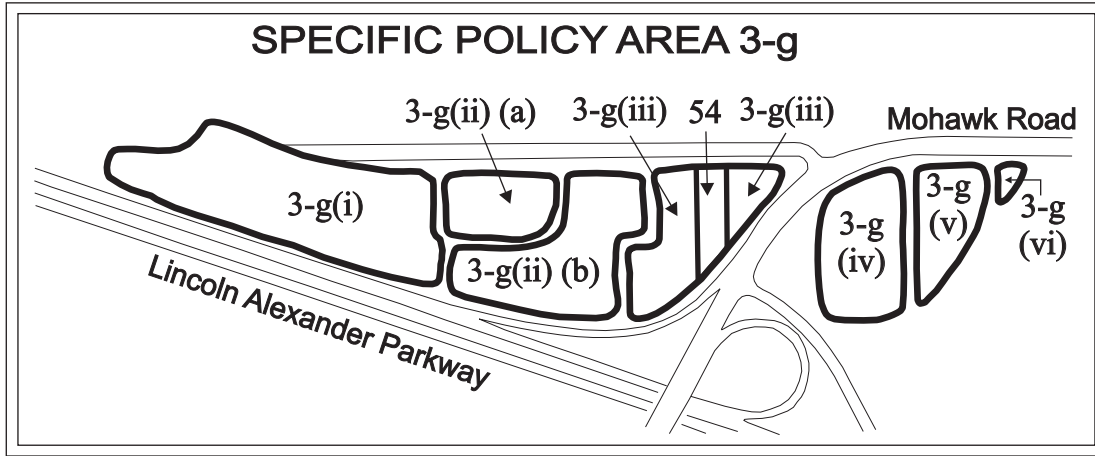 SPECIFIC POLICY AREA 3-g
3-g(ii) (a)
3-g(iii)
54
3-g(iii)
Mohawk Road
3-g(i)
3-g(ii) (b)
3-g
(iv)
3-g
(v)
3-g
(vi)
Lincoln Alexander Parkway